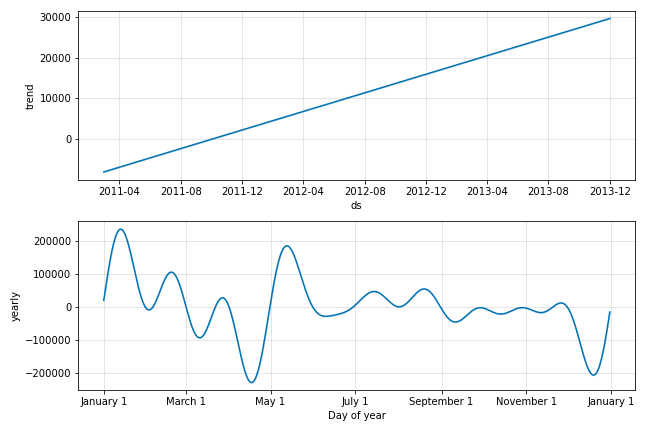 30000
20000
10000
0
trend
2011-04 2011-08 2011-12 2012-04 2012-08 2012-12 2013-04 2013-08 2013-12
ds
200000
100000
0
−100000
−200000
yearly
January 1 March 1 May 1 July 1 September 1 November 1 January 1
Day of year